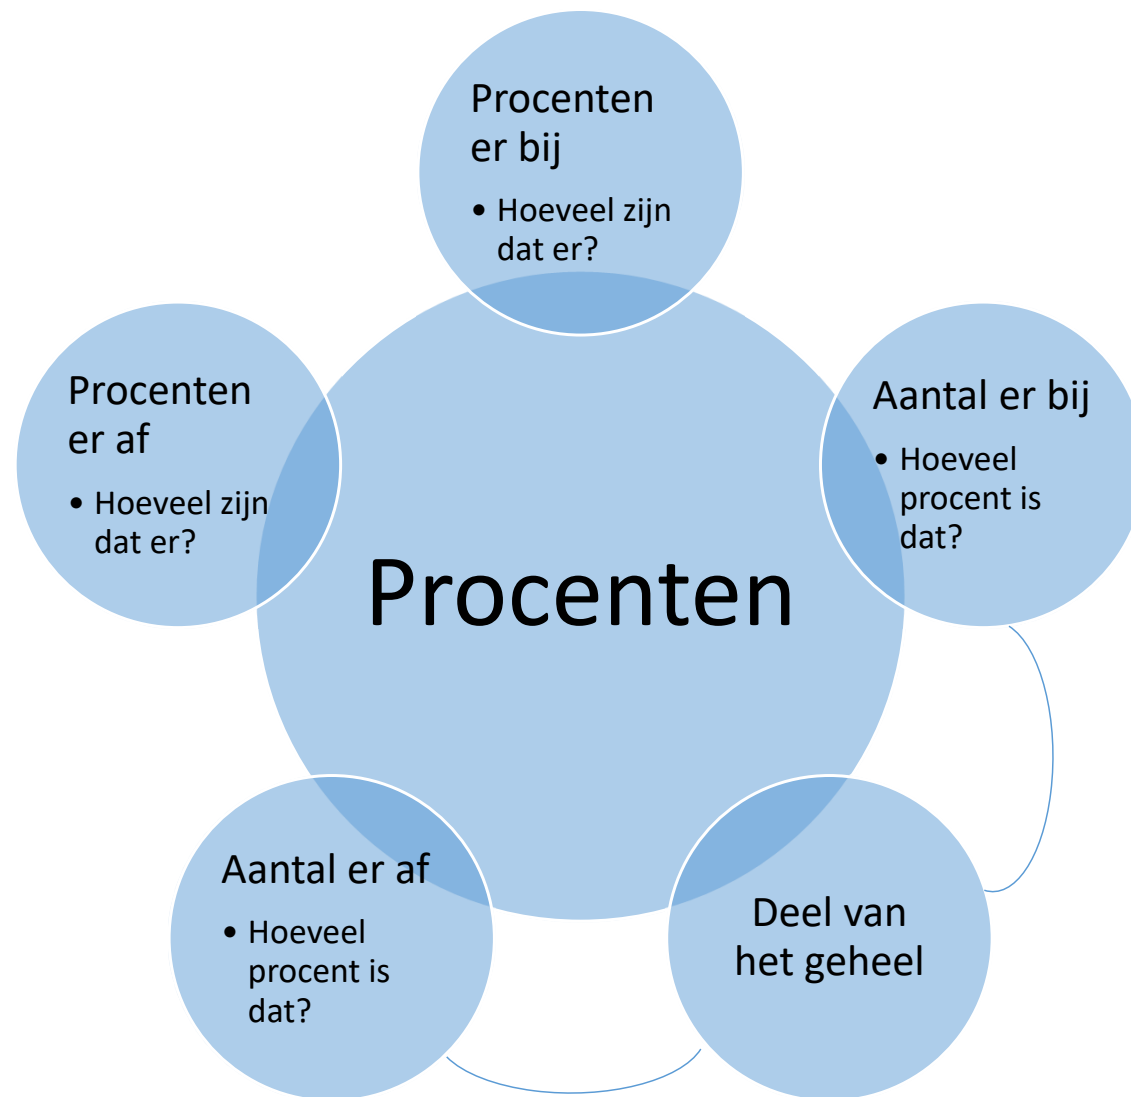 Procenten
er bij
• Hoeveel zijn
dat er?
Procenten
er af
• Hoeveel zijn
dat er?
Aantal er bij
• Hoeveel
procent is
dat?
Procenten
Aantal er af
• Hoeveel
procent is
dat?
Deel van
het geheel